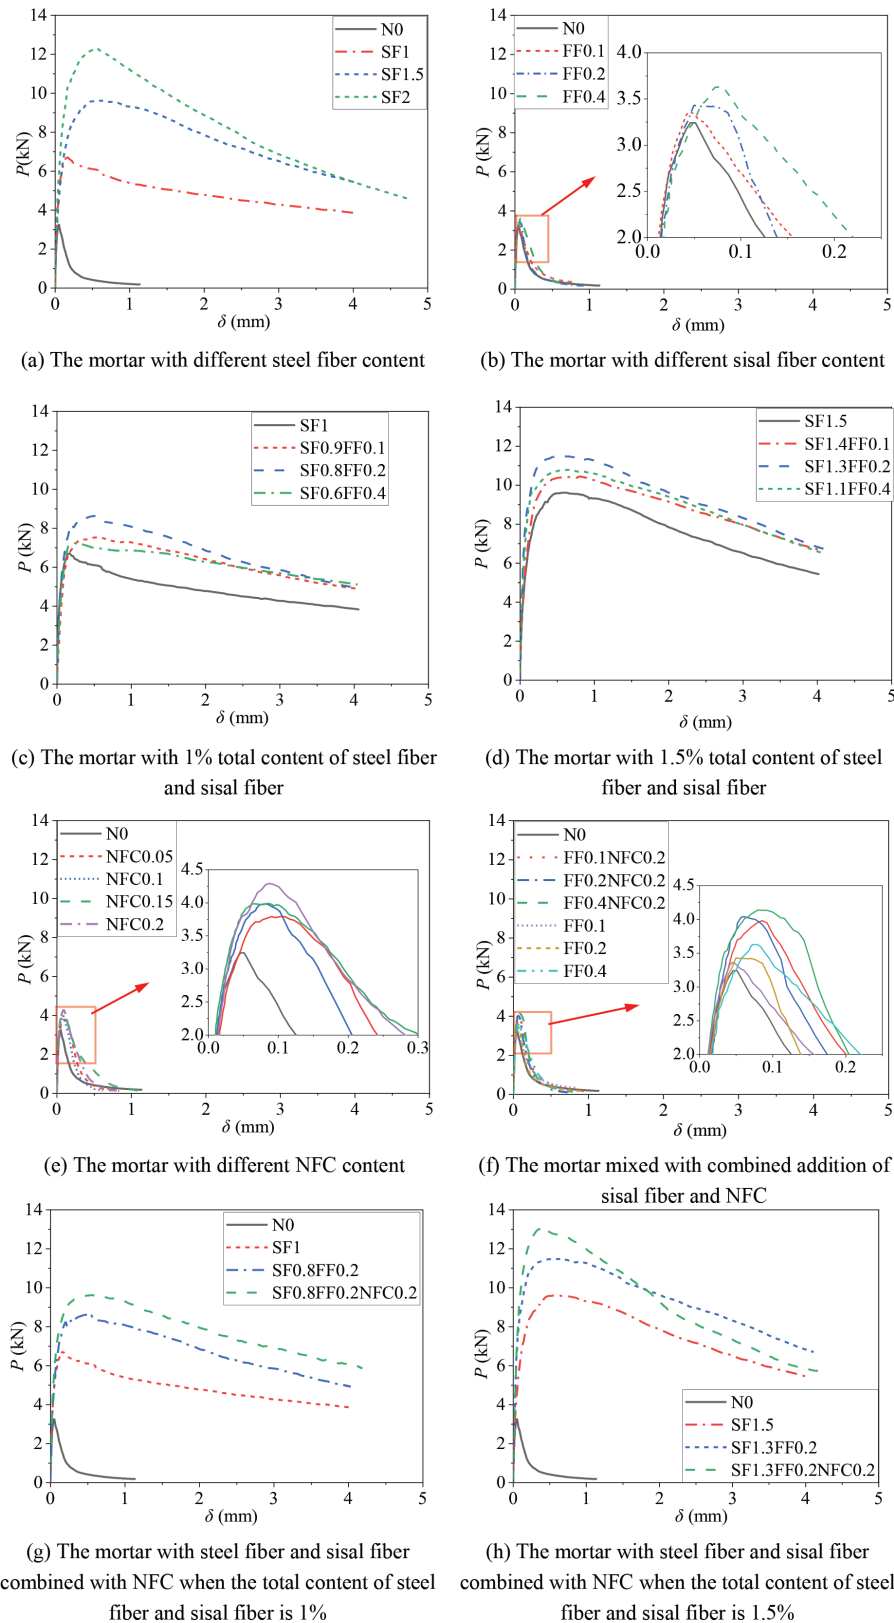 14
12
10
8
6
4
2
0
P(kN)
N0
SF1
SF1.5
SF2
0 1 2 3 4 5
δ (mm)
(a) The mortar with different steel fiber content
14
12
10
8
6
4
2
0
P (kN)
N0
FF0.1
FF0.2
FF0.4
4.0
3.5
3.0
2.5
2.0
0.0 0.1 0.2
0 1 2 3 4 5
δ (mm)
(b) The mortar with different sisal fiber content
14
12
10
8
6
4
2
0
P (kN)
SF1
SF0.9FF0.1
SF0.8FF0.2
SF0.6FF0.4
0 1 2 3 4 5
δ (mm)
(c) The mortar with 1% total content of steel fiber
and sisal fiber
14
12
10
8
6
4
2
0
P (kN)
SF1.5
SF1.4FF0.1
SF1.3FF0.2
SF1.1FF0.4
0 1 2 3 4 5
δ (mm)
(d) The mortar with 1.5% total content of steel
fiber and sisal fiber
14
12
10
8
6
4
2
0
P (kN)
N0
NFC0.05
NFC0.1
NFC0.15
NFC0.2
4.5
4.0
3.5
3.0
2.5
2.0
0.0 0.1 0.2 0.3
0 1 2 3 4 5
δ (mm)
(e) The mortar with different NFC content
14
12
10
8
6
4
2
0
P (kN)
N0
FF0.1NFC0.2
FF0.2NFC0.2
FF0.4NFC0.2
FF0.1
FF0.2
FF0.4
4.5
4.0
3.5
3.0
2.5
2.0
0.0 0.1 0.2
0 1 2 3 4 5
δ (mm)
(f) The mortar mixed with combined addition of
sisal fiber and NFC
14
12
10
8
6
4
2
0
P (kN)
N0
SF1
SF0.8FF0.2
SF0.8FF0.2NFC0.2
0 1 2 3 4 5
δ (mm)
(g) The mortar with steel fiber and sisal fiber
combined with NFC when the total content of steel
fiber and sisal fiber is 1%
14
12
10
8
6
4
2
0
P (kN)
N0
SF1.5
SF1.3FF0.2
SF1.3FF0.2NFC0.2
0 1 2 3 4 5
δ (mm)
(h) The mortar with steel fiber and sisal fiber
combined with NFC when the total content of steel
fiber and sisal fiber is 1.5%